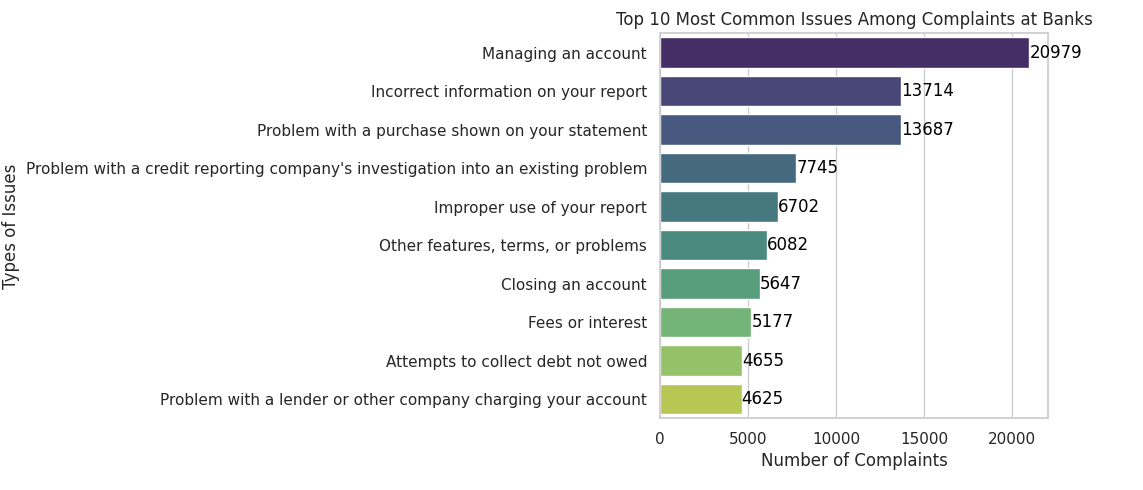 Top 10 Most Common Issues Among Complaints at Banks
Types of Issues
Managing an account 20979
Incorrect information on your report 13714
Problem with a purchase shown on your statement 13687
Problem with a credit reporting company's investigation into an existing problem 7745
Improper use of your report 6702
Other features, terms, or problems 6082
Closing an account 5647
Fees or interest 5177
Attempts to collect debt not owed 4655
Problem with a lender or other company charging your account 4625
0 5000 10000 15000 20000
Number of Complaints